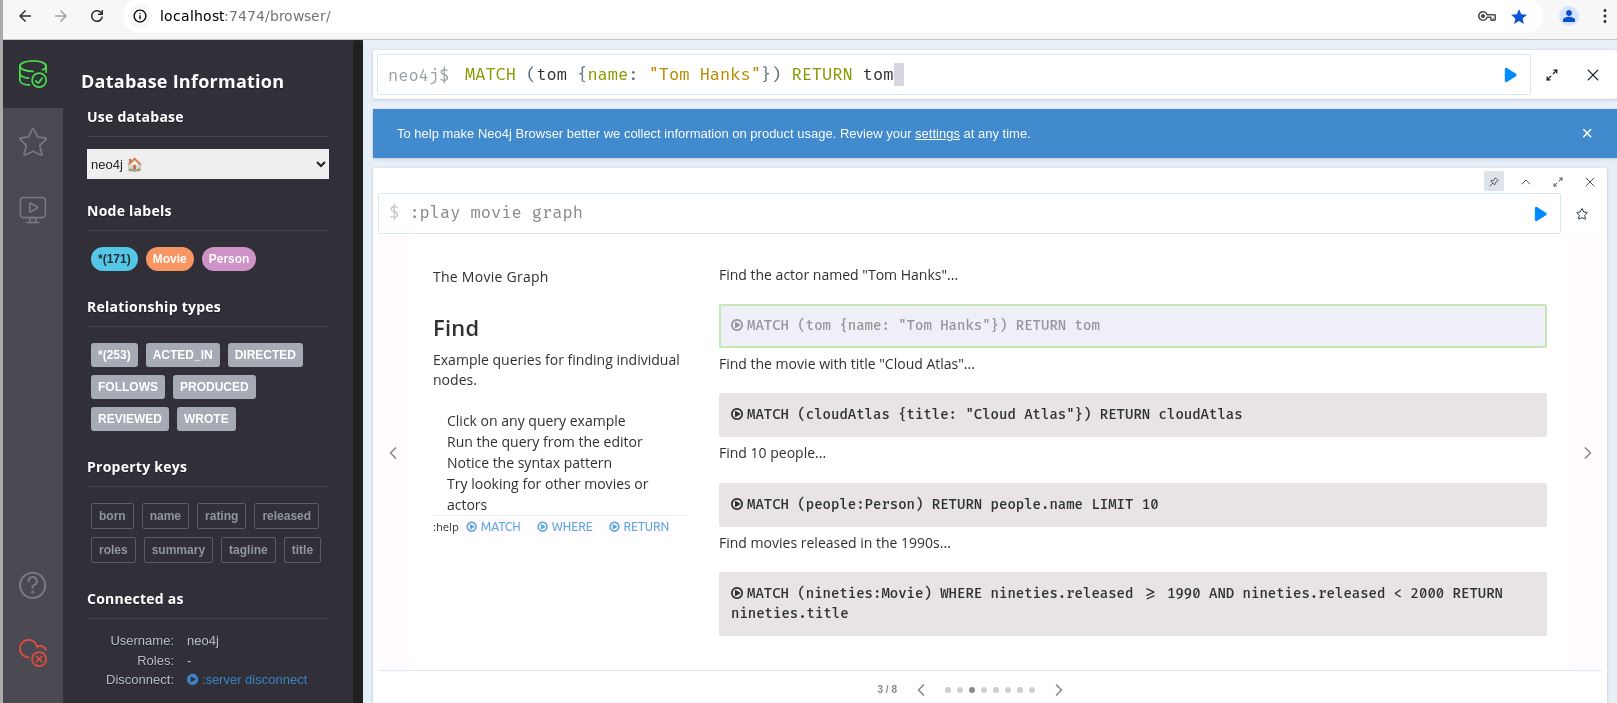 localhost:7474/browser/
Database Information
Use database
neo4j 🏠
Node labels
*(171) Movie Person
Relationship types
*(253) ACTED_IN DIRECTED
FOLLOWS PRODUCED
REVIEWED WROTE
Property keys
born name rating released
roles summary tagline title
Connected as
Username: neo4j
Roles: -
Disconnect: :server disconnect
neo4j$ MATCH (tom {name: "Tom Hanks"}) RETURN tom
To help make Neo4j Browser better we collect information on product usage. Review your settings at any time.
$ :play movie graph
The Movie Graph
Find
Example queries for finding individual
nodes.
Click on any query example
Run the query from the editor
Notice the syntax pattern
Try looking for other movies or
actors
:help MATCH WHERE RETURN
Find the actor named "Tom Hanks"...
MATCH (tom {name: "Tom Hanks"}) RETURN tom
Find the movie with title "Cloud Atlas"...
MATCH (cloudAtlas {title: "Cloud Atlas"}) RETURN cloudAtlas
Find 10 people...
MATCH (people:Person) RETURN people.name LIMIT 10
Find movies released in the 1990s...
MATCH (nineties:Movie) WHERE nineties.released ⩾ 1990 AND nineties.released < 2000 RETURN
nineties.title
3 / 8